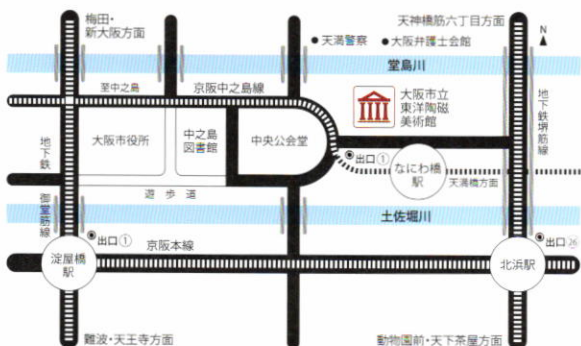 梅田・
新大阪方面
天神橋筋六丁目方面
N
天満警察
大阪弁護士会館
堂島川
至中之島
京阪中之島線
大阪市立
東洋陶磁
美術館
地下鉄堺筋線
地下鉄
御堂筋線
大阪市役所
中之島
図書館
中央公会堂
出口①
なにわ橋
駅
天満橋方面
遊歩道
土佐堀川
出口①
京阪本線
出口㉖
淀屋橋
駅
北浜駅
難波・天王寺方面
動物園前・天下茶屋方面